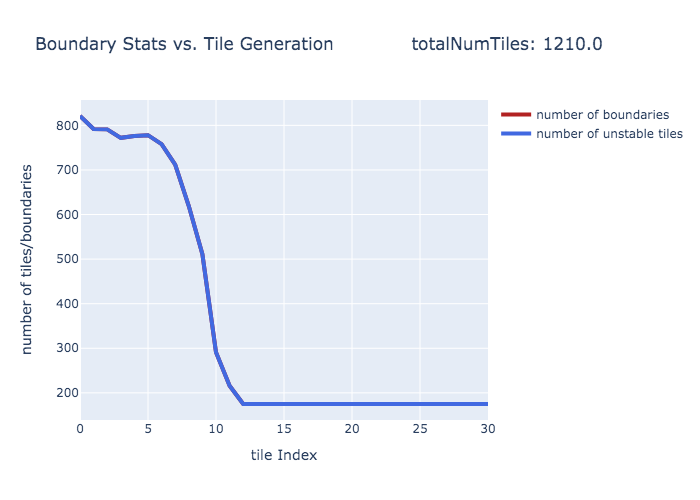 Boundary Stats vs. Tile Generation totalNumTiles: 1210.0
number of boundaries
number of unstable tiles
800
700
600
500
400
300
200
number of tiles/boundaries
0 5 10 15 20 25 30
tile Index